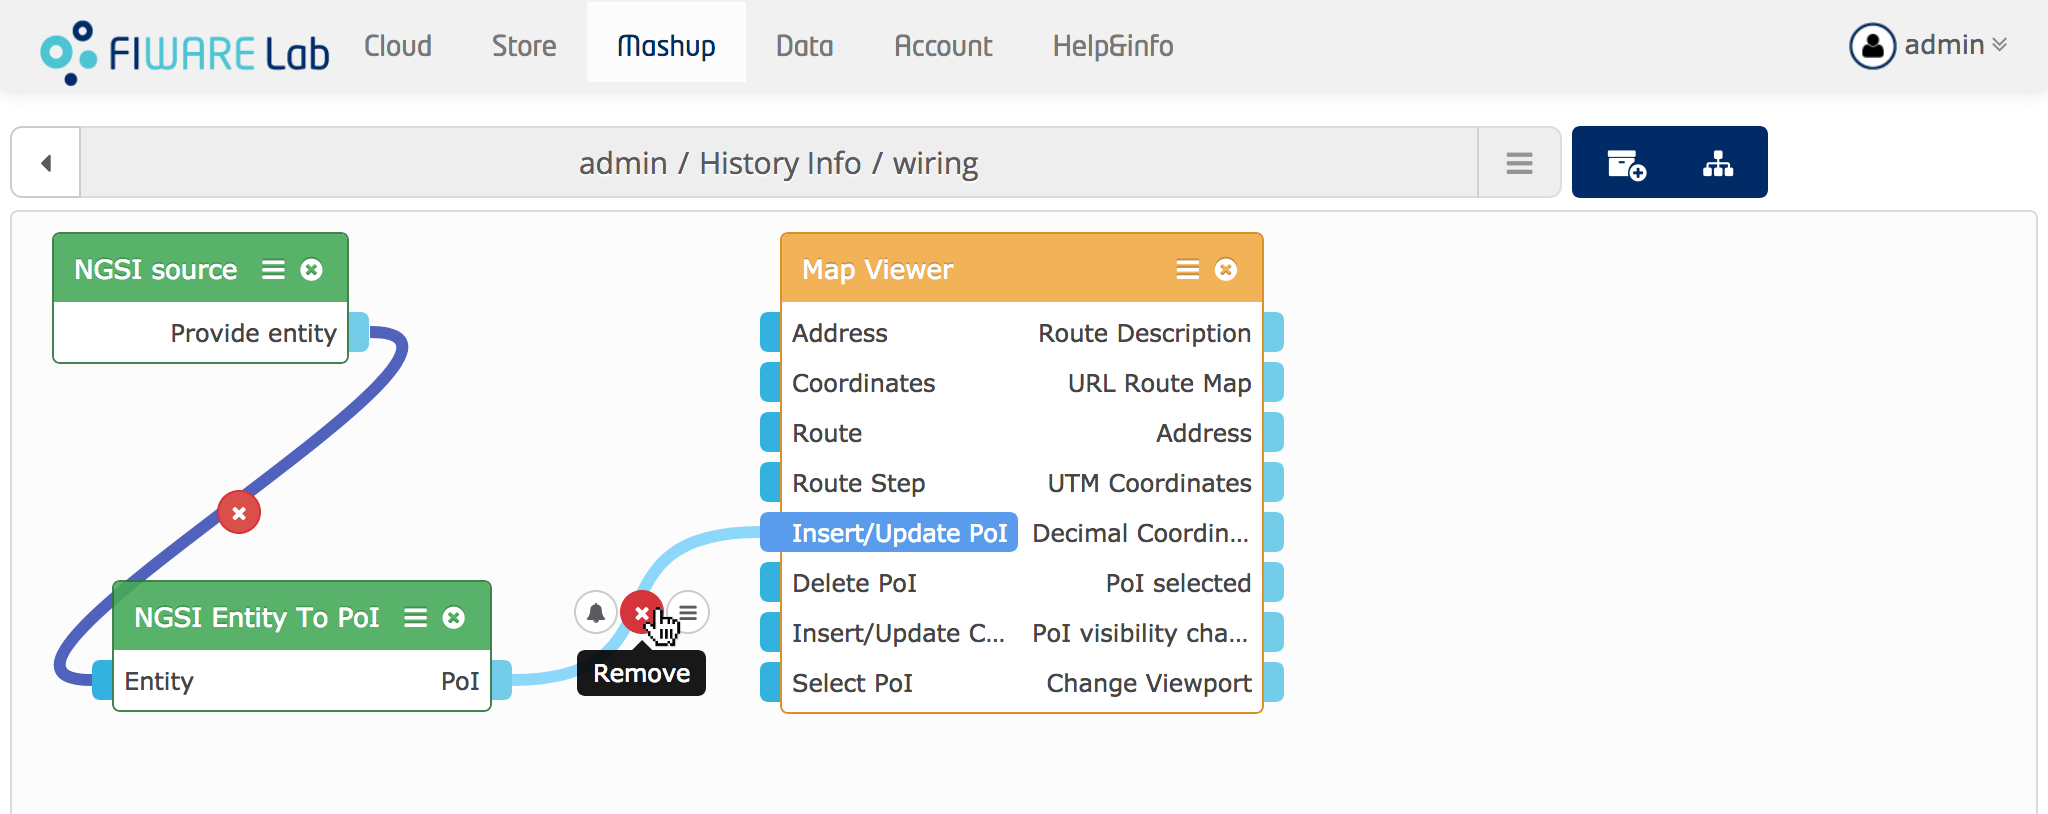 FIWARE Lab Cloud Store Mashup Data Account Help&info admin
admin / History Info / wiring
NGSI source
Provide entity
NGSI Entity To PoI
Entity PoI
Remove
Map Viewer
Address Route Description
Coordinates URL Route Map
Route Address
Route Step UTM Coordinates
Insert/Update PoI Decimal Coordin...
Delete PoI PoI selected
Insert/Update C... PoI visibility cha...
Select PoI Change Viewport